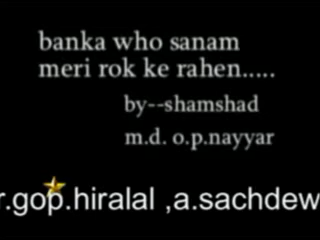 banka who sanam
meri rok ke rahen.....
by--shamshad
m.d. o.p.nayyar
r.gop.hiralal ,a.sachdew